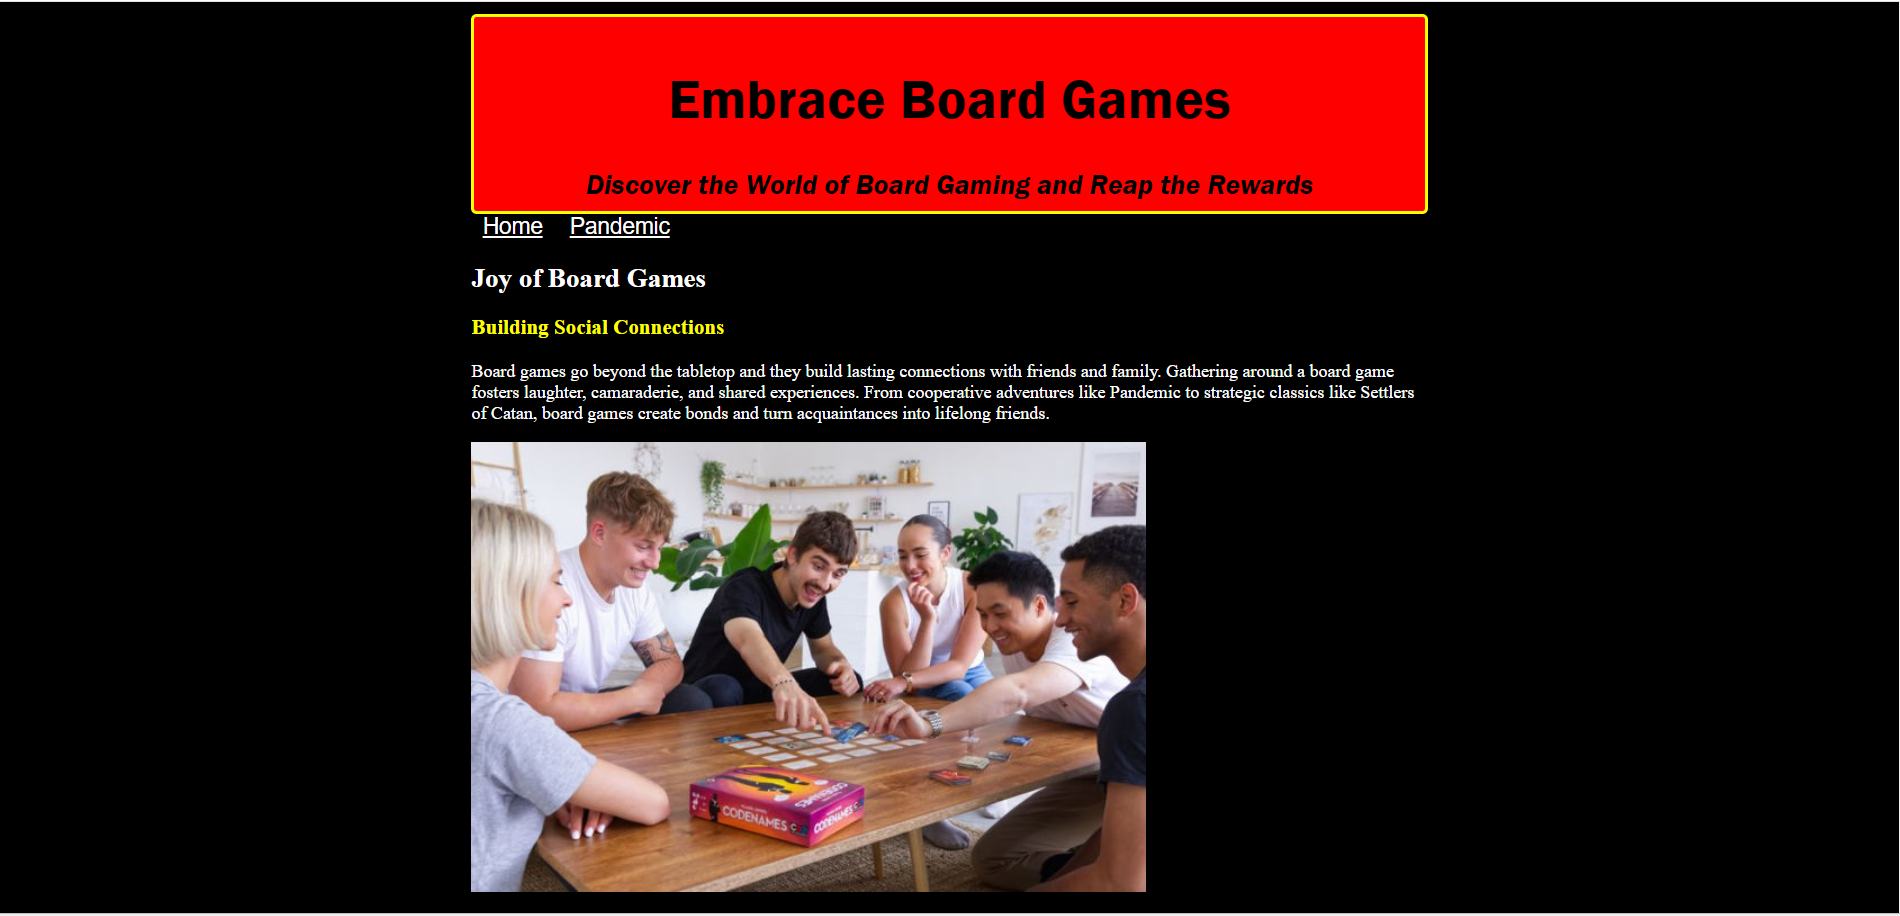 Embrace Board Games
Discover the World of Board Gaming and Reap the Rewards
Home Pandemic
Joy of Board Games
Building Social Connections
Board games go beyond the tabletop and they build lasting connections with friends and family. Gathering around a board game
fosters laughter, camaraderie, and shared experiences. From cooperative adventures like Pandemic to strategic classics like Settlers
of Catan, board games create bonds and turn acquaintances into lifelong friends.
CODENAMES
CODENAMES
CODENAMES